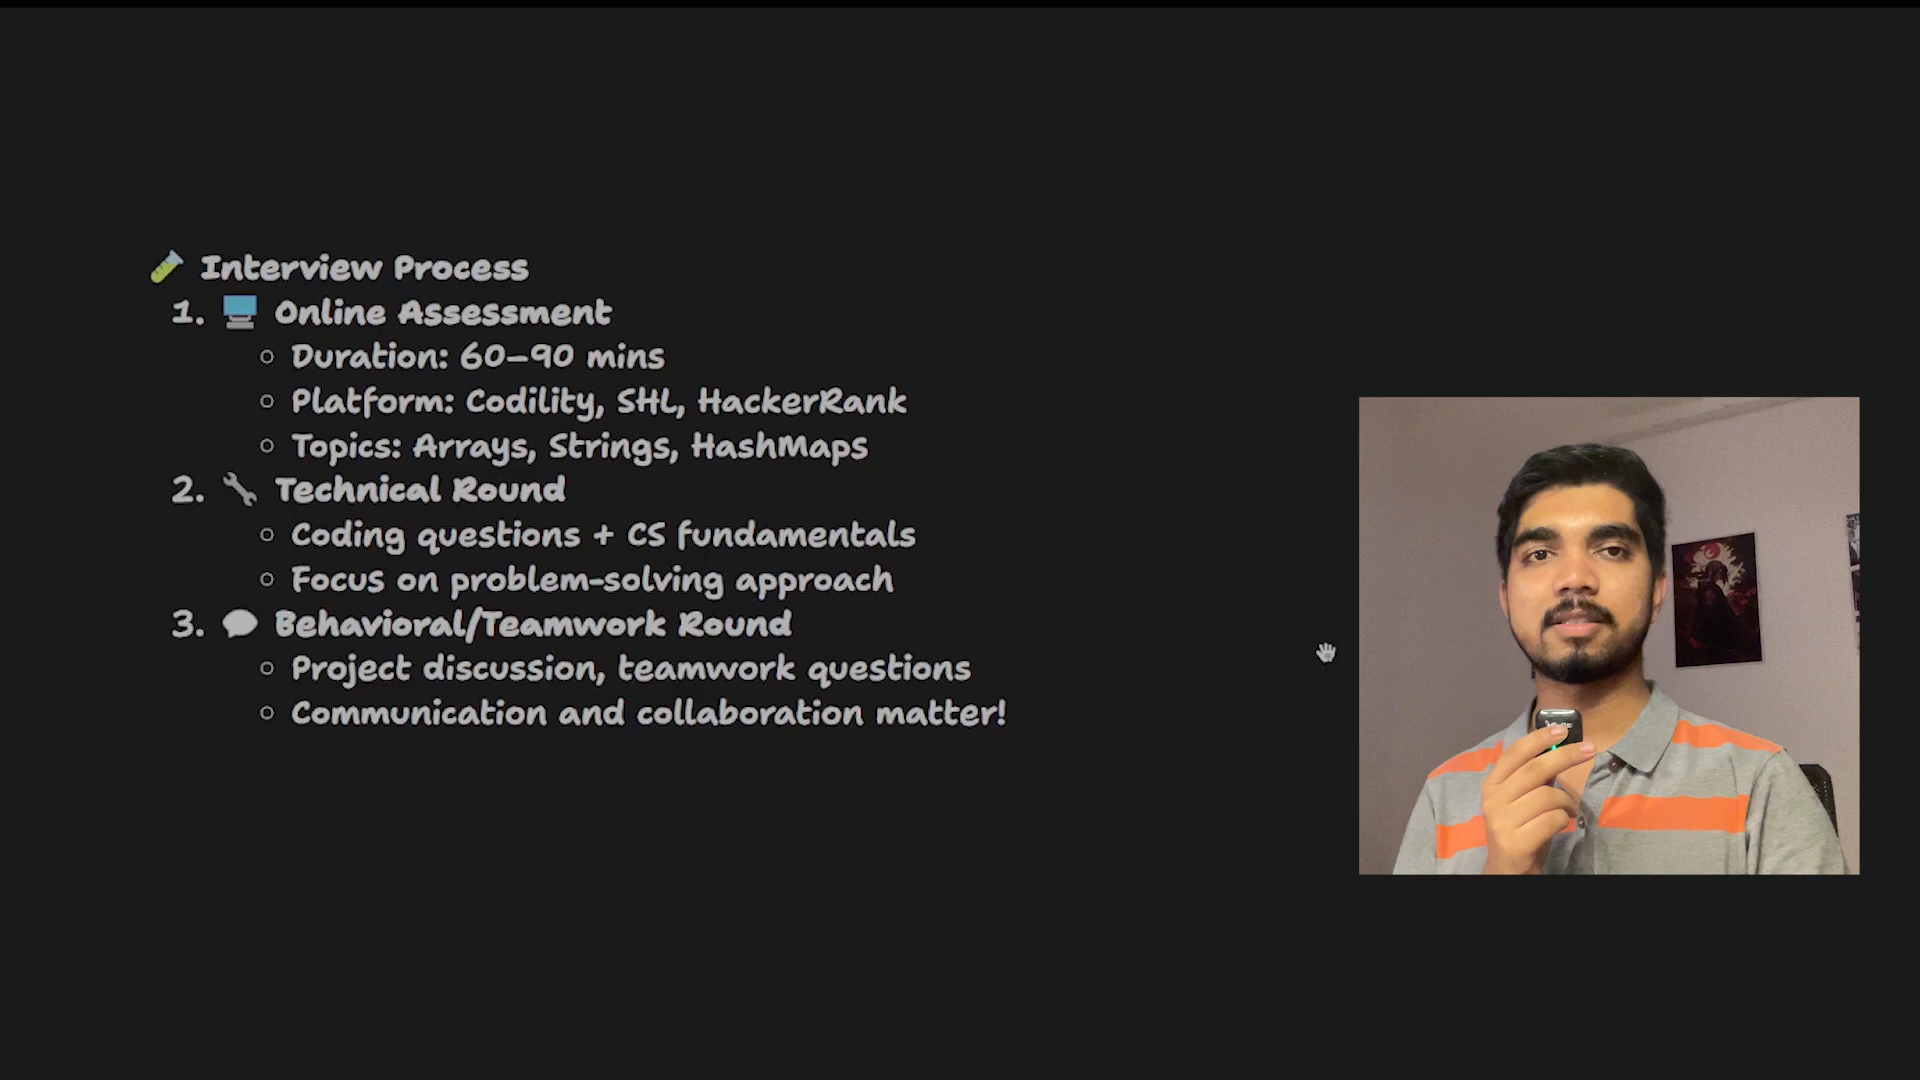 Interview Process
1. Online Assessment
○ Duration: 60–90 mins
○ Platform: Codility, SHL, HackerRank
○ Topics: Arrays, Strings, HashMaps
2. Technical Round
○ Coding questions + CS fundamentals
○ Focus on problem-solving approach
3. Behavioral/Teamwork Round
○ Project discussion, teamwork questions
○ Communication and collaboration matter!